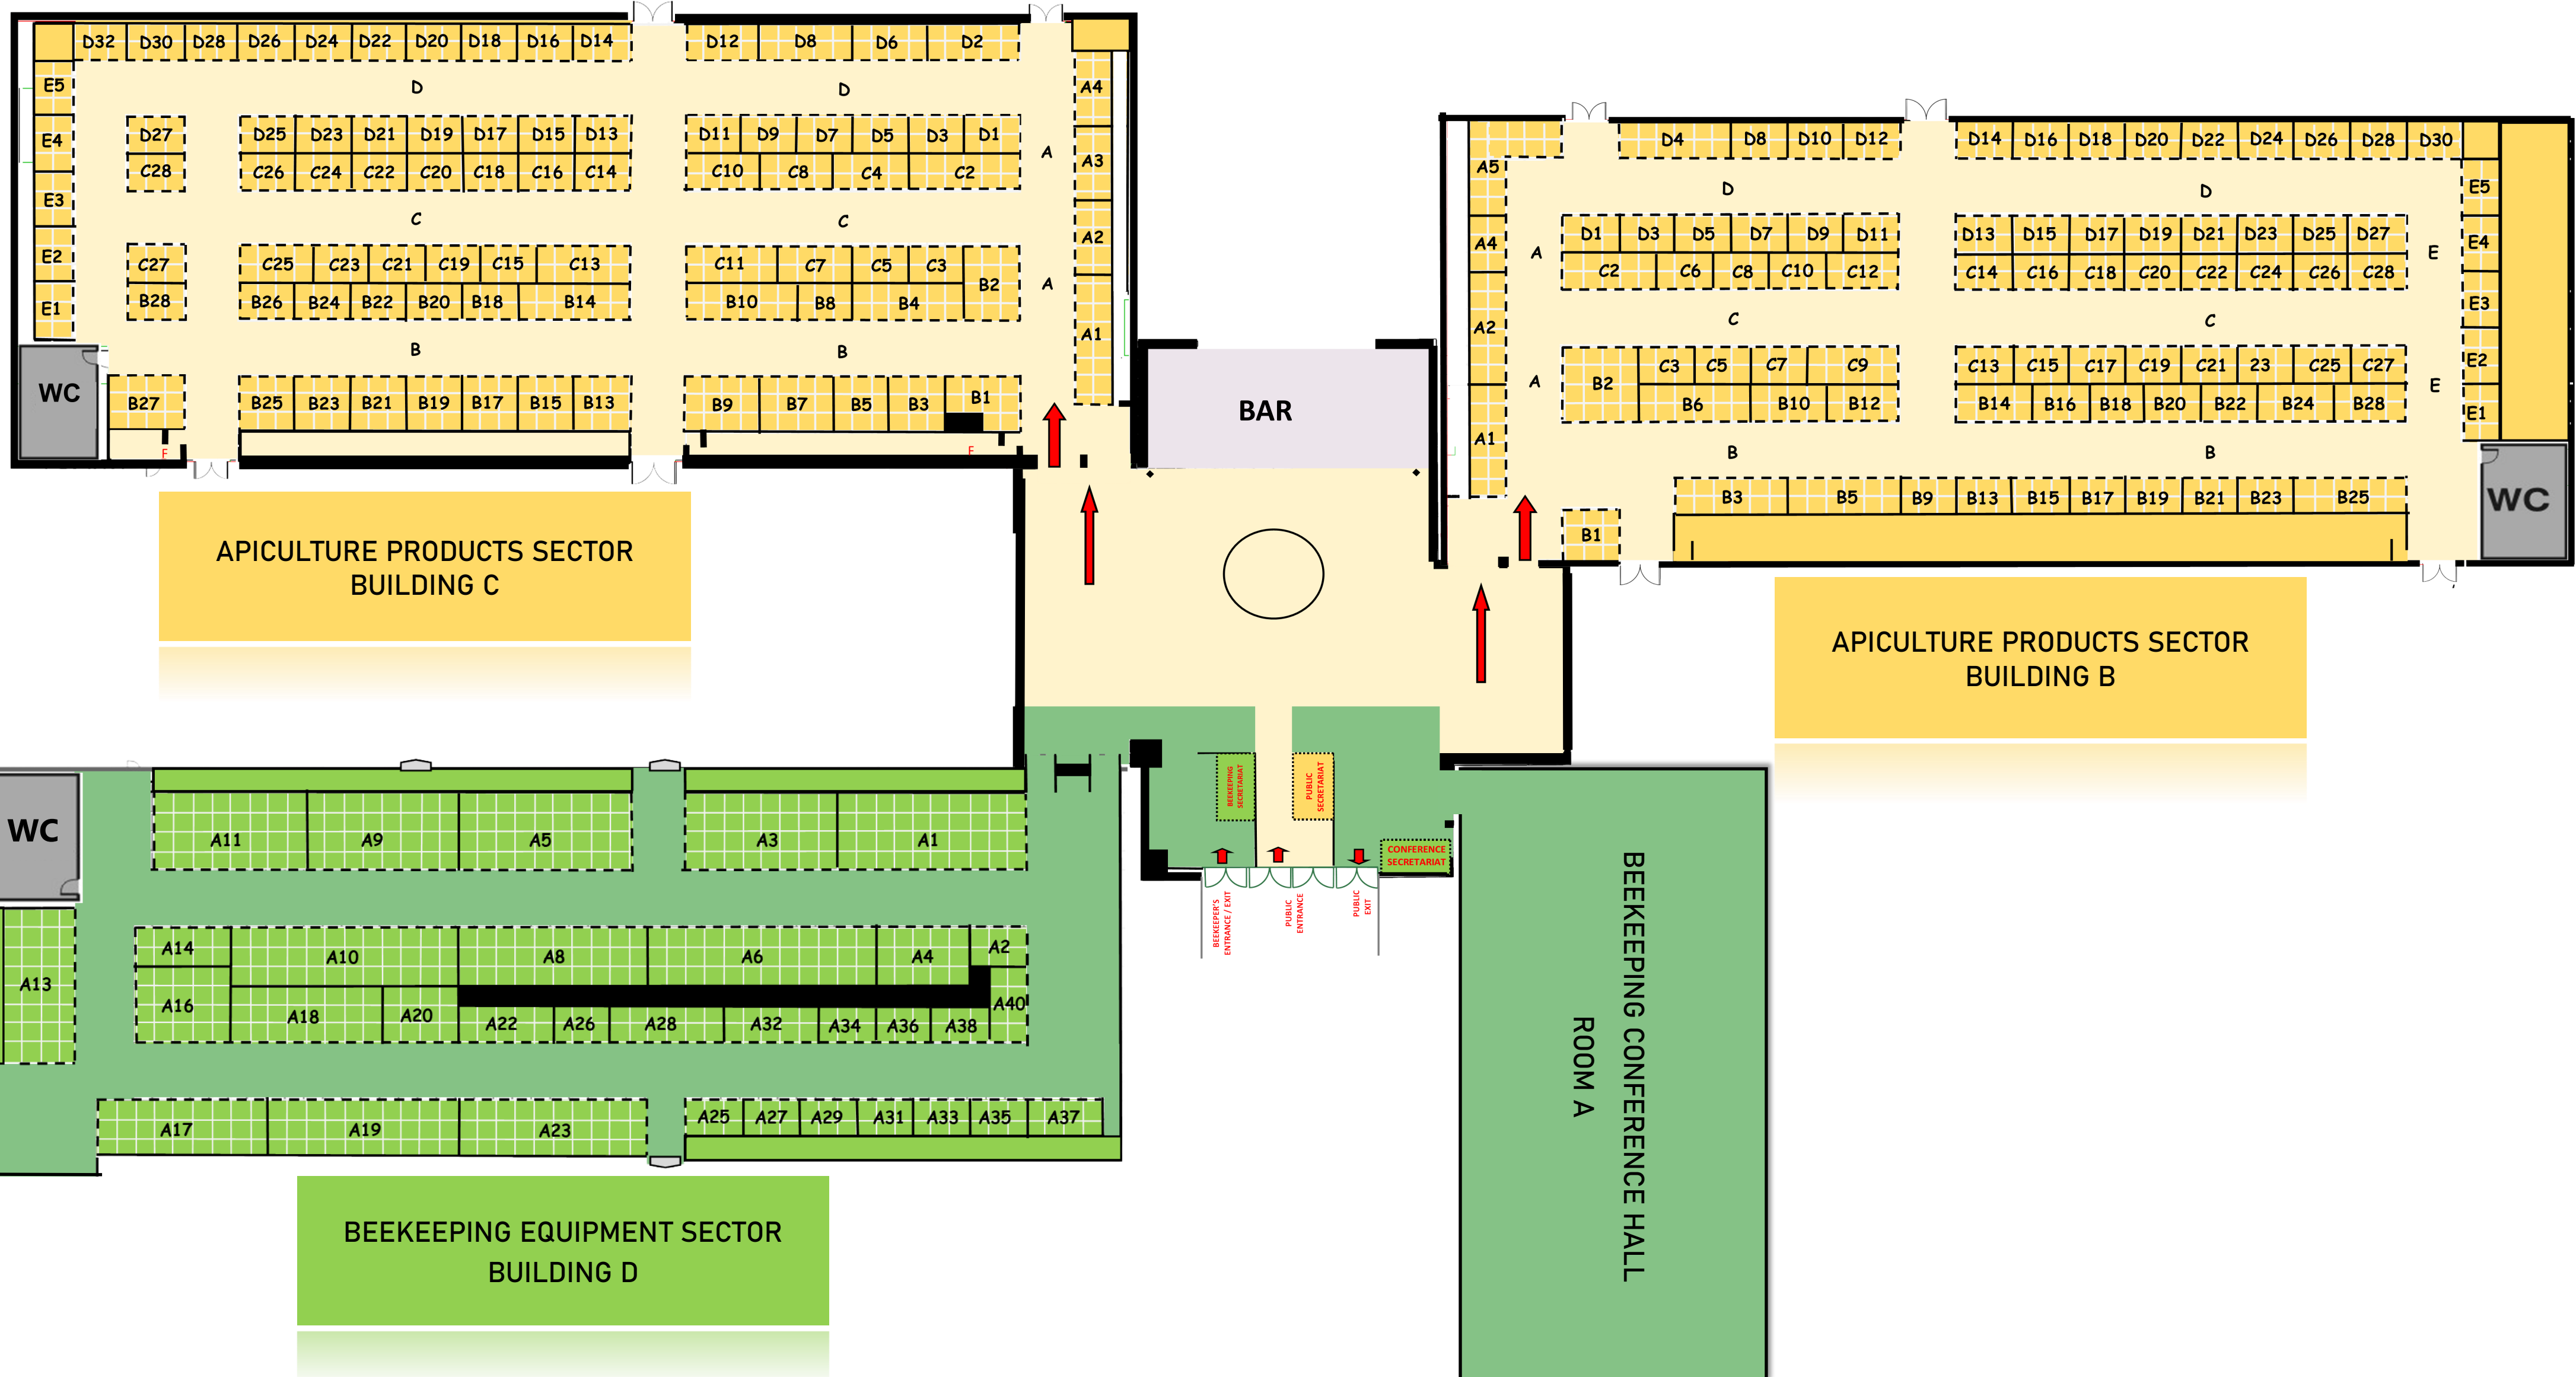 D32 D30 D28 D26 D24 D22 D20 D18 D16 D14 D12 D8 D6 D2
E5 D D A4
D27 D25 D23 D21 D19 D17 D15 D13 D11 D9 D7 D5 D3 D1
E4 A A3
C28 C26 C24 C22 C20 C18 C16 C14 C10 C8 C4 C2
E3 C C A2
E2 C27 C25 C23 C21 C19 C15 C13 C11 C7 C5 C3 B2 A
E1 B28 B26 B24 B22 B20 B18 B14 B10 B8 B4 A1
B B
WC B27 B25 B23 B21 B19 B17 B15 B13 B9 B7 B5 B3 B1
F F
BAR
A5 D4 D8 D10 D12 D14 D16 D18 D20 D22 D24 D26 D28 D30
D D E5
A4 A D1 D3 D5 D7 D9 D11 D13 D15 D17 D19 D21 D23 D25 D27 E E4
C2 C6 C8 C10 C12 C14 C16 C18 C20 C22 C24 C26 C28
A2 C C E3
A B2 C3 C5 C7 C9 C13 C15 C17 C19 C21 23 C25 C27 E E2
B6 B10 B12 B14 B16 B18 B20 B22 B24 B28 E1
A1 B B
B3 B5 B9 B13 B15 B17 B19 B21 B23 B25 WC
B1
APICULTURE PRODUCTS SECTOR
BUILDING C
APICULTURE PRODUCTS SECTOR
BUILDING B
BEEKEEPING
SECRETARIAT
PUBLIC
SECRETARIAT
CONFERENCE
SECRETARIAT
BEEKEEPER'S
ENTRANCE / EXIT
PUBLIC
ENTRANCE
PUBLIC
EXIT
WC A11 A9 A5 A3 A1
A14 A10 A8 A6 A4 A2
A13 A16 A18 A20 A22 A26 A28 A32 A34 A36 A38 A40
A17 A19 A23 A25 A27 A29 A31 A33 A35 A37
BEEKEEPING CONFERENCE HALL
ROOM A
BEEKEEPING EQUIPMENT SECTOR
BUILDING D